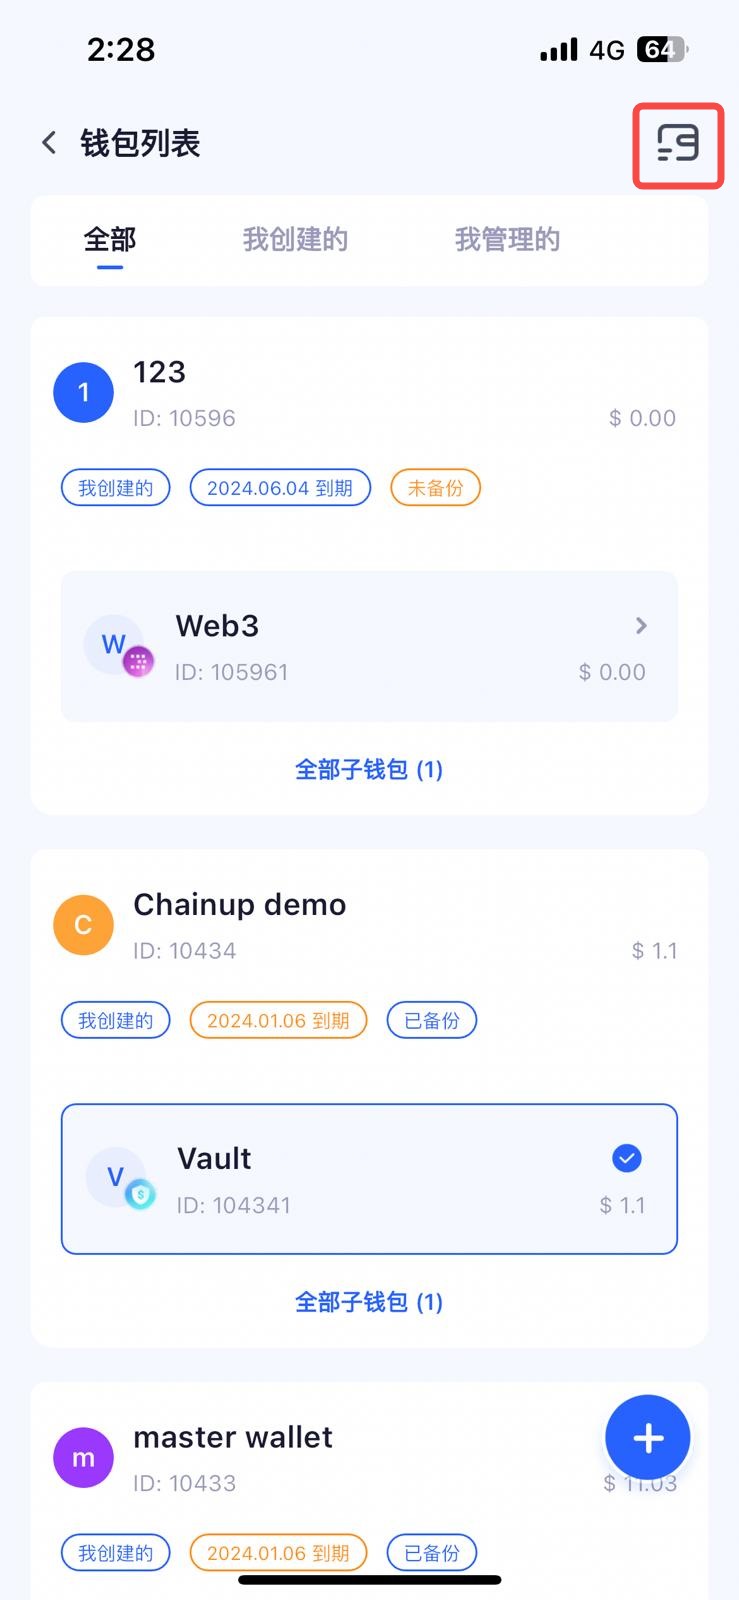 2:28
4G 64
钱包列表
全部 我创建的 我管理的
1
123
ID: 10596 $ 0.00
我创建的 2024.06.04 到期 未备份
W
Web3
ID: 105961 $ 0.00
全部子钱包 (1)
C
Chainup demo
ID: 10434 $ 1.1
我创建的 2024.01.06 到期 已备份
V
Vault
ID: 104341 $ 1.1
全部子钱包 (1)
m
master wallet
ID: 10433 $ 11.03
我创建的 2024.01.06 到期 已备份